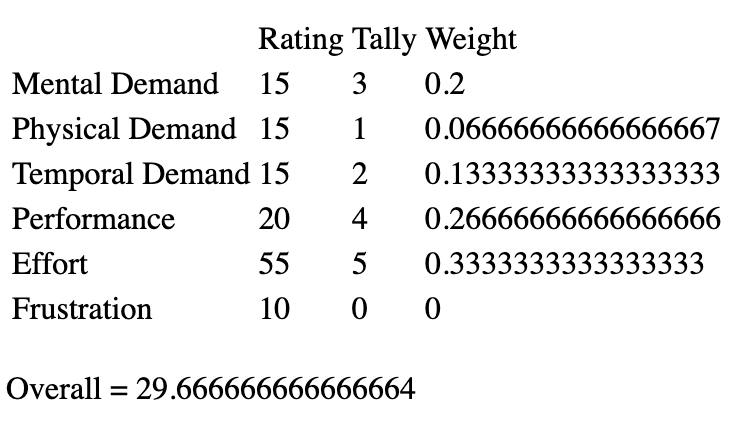 Rating Tally Weight
Mental Demand 15 3 0.2
Physical Demand 15 1 0.06666666666666667
Temporal Demand 15 2 0.13333333333333333
Performance 20 4 0.26666666666666666
Effort 55 5 0.3333333333333333
Frustration 10 0 0
Overall = 29.666666666666664